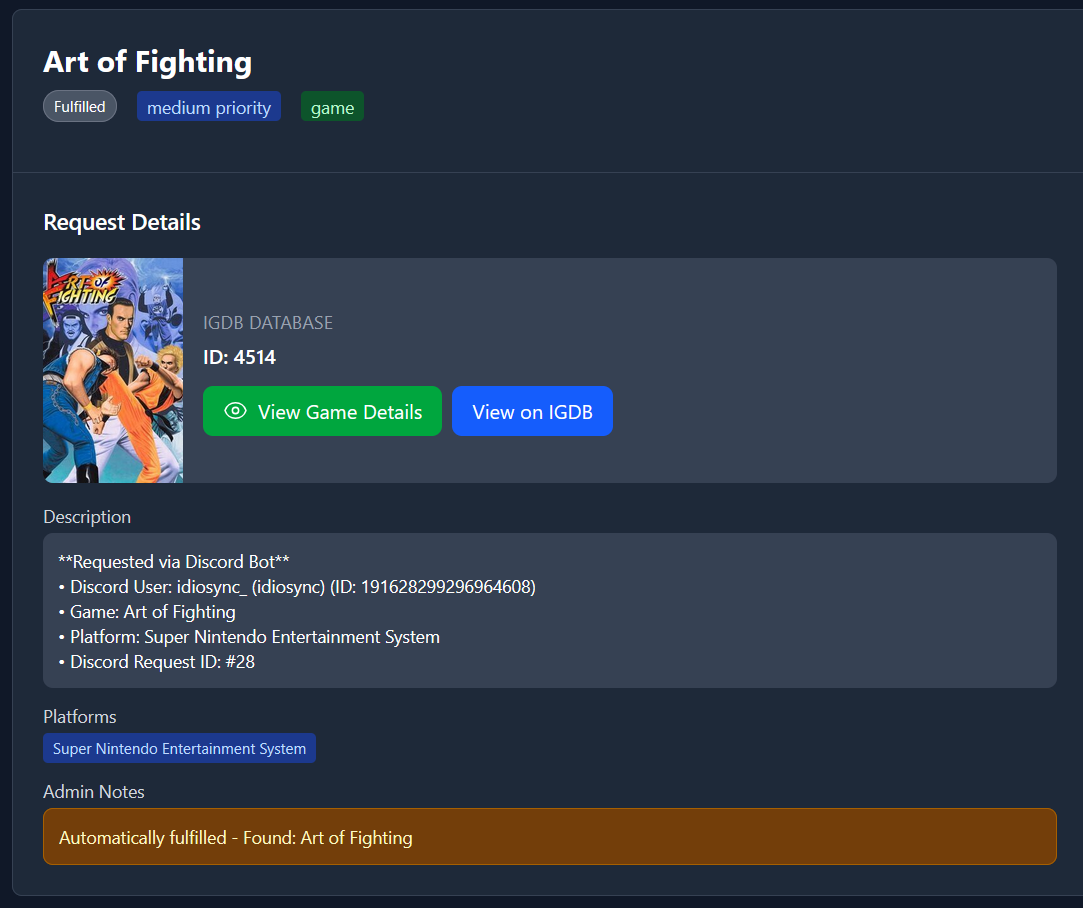 Art of Fighting
Fulfilled
medium priority
game
Request Details
ART OF
FIGHTING
IGDB DATABASE
ID: 4514
View Game Details
View on IGDB
Description
**Requested via Discord Bot**
• Discord User: idiosync_ (idiosync) (ID: 191628299296964608)
• Game: Art of Fighting
• Platform: Super Nintendo Entertainment System
• Discord Request ID: #28
Platforms
Super Nintendo Entertainment System
Admin Notes
Automatically fulfilled - Found: Art of Fighting